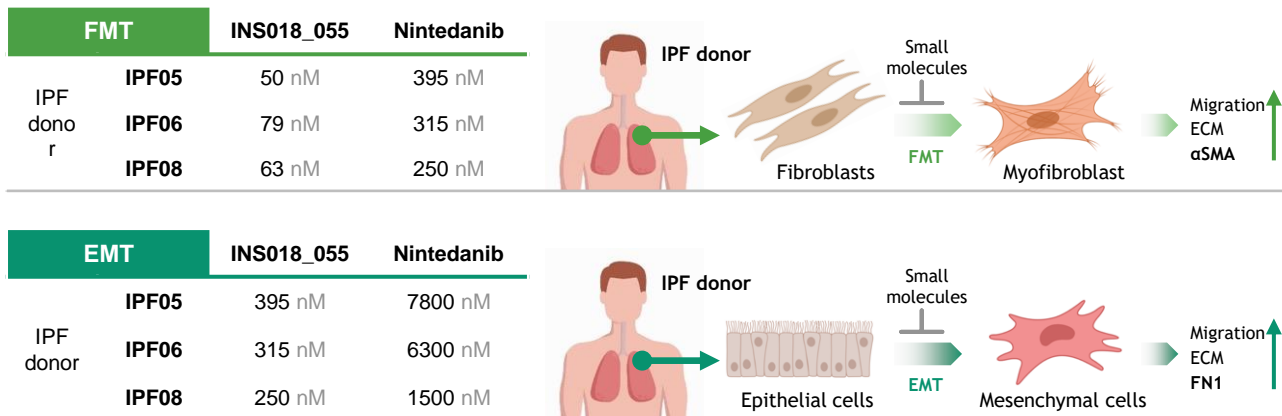 FMT INS018_055 Nintedanib
IPF
dono
r
IPF05 50 nM 395 nM
IPF06 79 nM 315 nM
IPF08 63 nM 250 nM
IPF donor
Fibroblasts
Small
molecules
FMT
Myofibroblast
Migration
ECM
αSMA
EMT INS018_055 Nintedanib
IPF
donor
IPF05 395 nM 7800 nM
IPF06 315 nM 6300 nM
IPF08 250 nM 1500 nM
IPF donor
Epithelial cells
Small
molecules
EMT
Mesenchymal cells
Migration
ECM
FN1